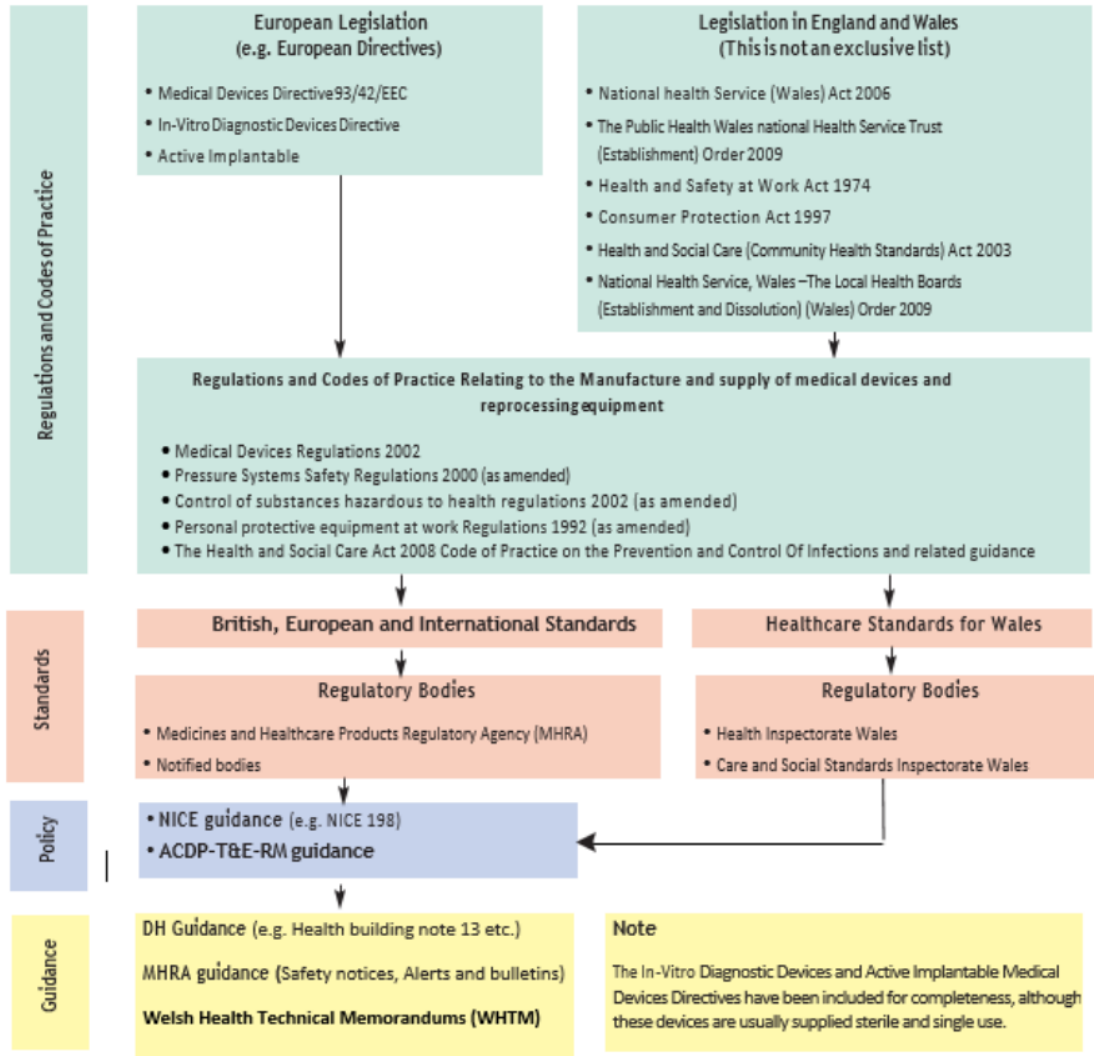 Regulations and Codes of Practice
European Legislation
(e.g. European Directives)
• Medical Devices Directive93/42/EEC
• In-Vitro Diagnostic Devices Directive
• Active Implantable
Legislation in England and Wales
(This is not an exclusive list)
• National health Service (Wales) Act 2006
• The Public Health Wales national Health Service Trust
(Establishment) Order 2009
• Health and Safety at Work Act 1974
• Consumer Protection Act 1997
• Health and Social Care (Community Health Standards) Act 2003
• National Health Service, Wales –The Local Health Boards
(Establishment and Dissolution) (Wales) Order 2009
Regulations and Codes of Practice Relating to the Manufacture and supply of medical devices and
reprocessing equipment
• Medical Devices Regulations 2002
• Pressure Systems Safety Regulations 2000 (as amended)
• Control of substances hazardous to health regulations 2002 (as amended)
• Personal protective equipment at work Regulations 1992 (as amended)
• The Health and Social Care Act 2008 Code of Practice on the Prevention and Control Of Infections and related guidance
Standards
British, European and International Standards
Healthcare Standards for Wales
Regulatory Bodies
• Medicines and Healthcare Products Regulatory Agency (MHRA)
• Notified bodies
Regulatory Bodies
• Health Inspectorate Wales
• Care and Social Standards Inspectorate Wales
Policy
• NICE guidance (e.g. NICE 198)
• ACDP-T&E-RM guidance
Guidance
DH Guidance (e.g. Health building note 13 etc.)
MHRA guidance (Safety notices, Alerts and bulletins)
Welsh Health Technical Memorandums (WHTM)
Note
The In-Vitro Diagnostic Devices and Active Implantable Medical
Devices Directives have been included for completeness, although
these devices are usually supplied sterile and single use.